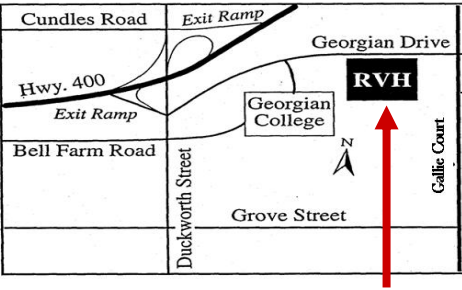 Cundles Road
Exit Ramp
Georgian Drive
Hwy. 400
RVH
Exit Ramp
Georgian
College
Bell Farm Road
N
Duckworth Street
Gallie Court
Grove Street